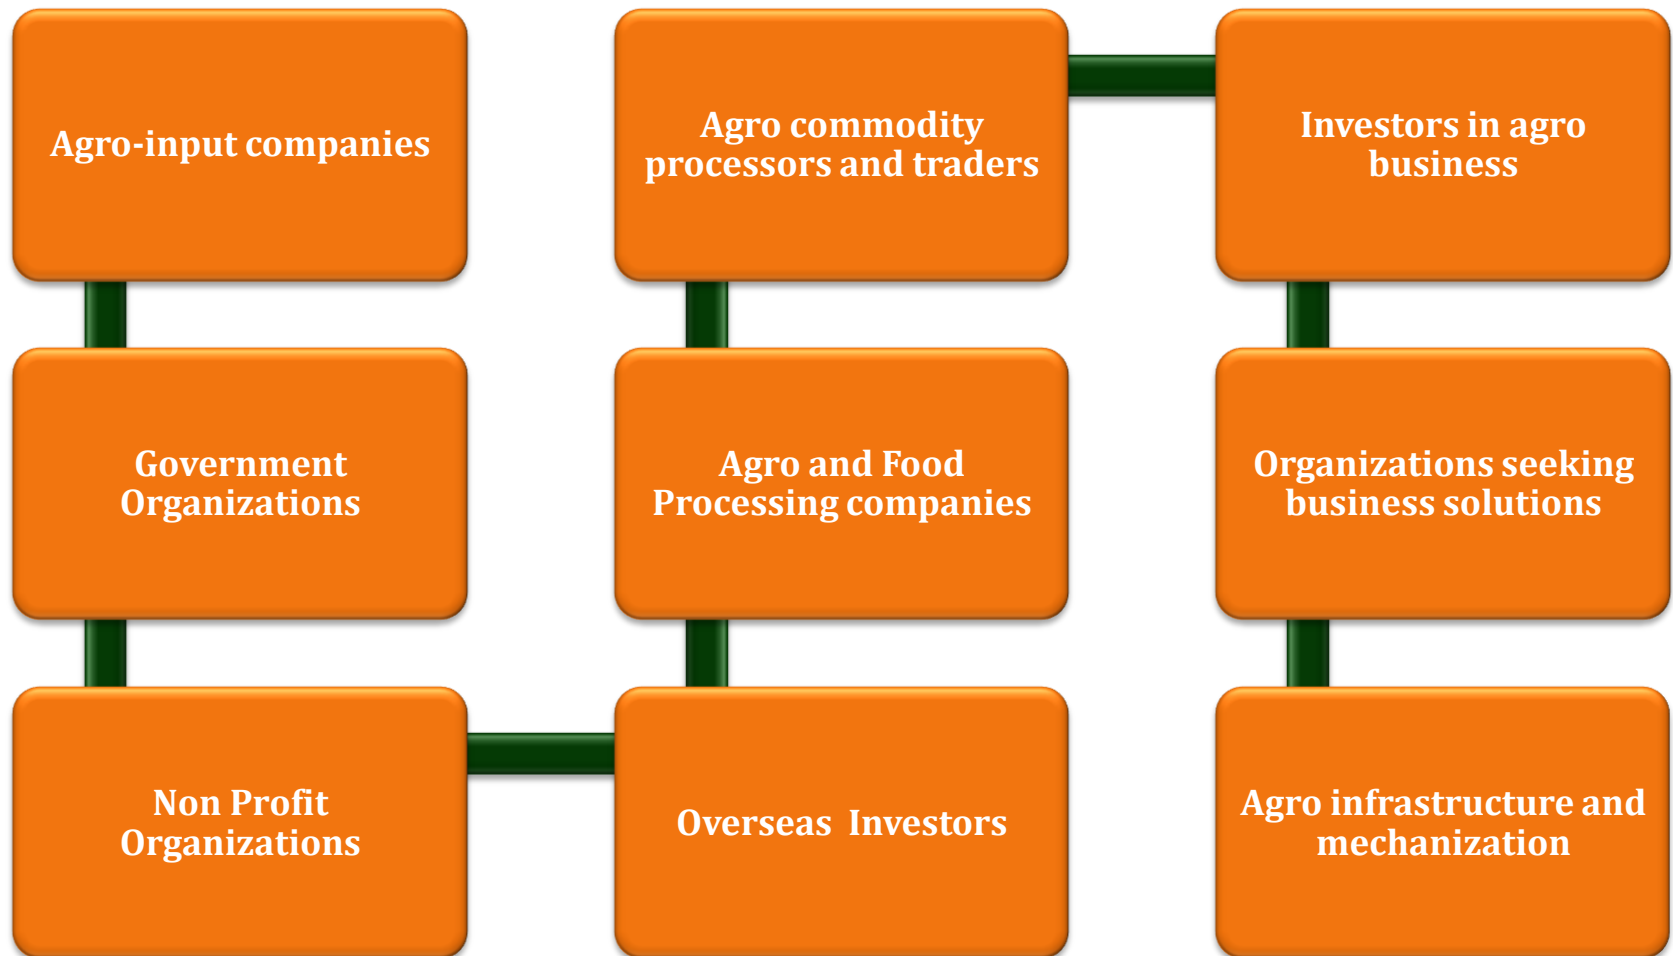 Agro-input companies
Government
Organizations
Non Profit
Organizations
Overseas  Investors
Agro and Food
Processing companies
Agro commodity
processors and traders
Investors in agro
business
Organizations seeking
business solutions
Agro infrastructure and
mechanization